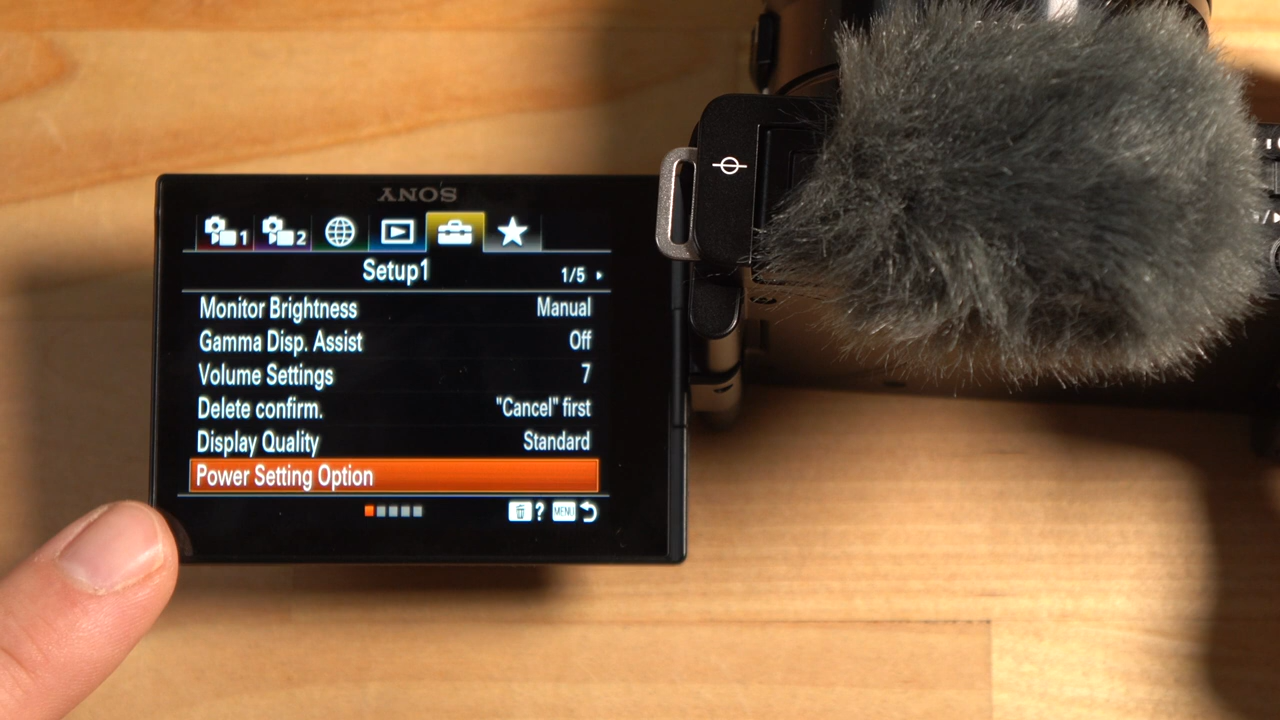 SONY
1 2
Setup1 1/5
Monitor Brightness Manual
Gamma Disp. Assist Off
Volume Settings 7
Delete confirm. "Cancel" first
Display Quality Standard
Power Setting Option
? MENU